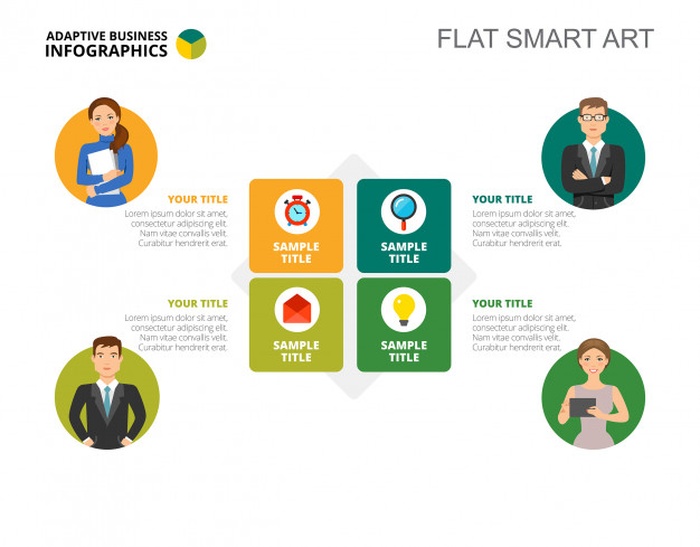 ADAPTIVE BUSINESS
INFOGRAPHICS
FLAT SMART ART
YOUR TITLE
Lorem ipsum dolor sit amet,
consectetur adipiscing elit.
Nam vitae convallis velit.
Curabitur hendrerit erat.
SAMPLE
TITLE
SAMPLE
TITLE
YOUR TITLE
Lorem ipsum dolor sit amet,
consectetur adipiscing elit.
Nam vitae convallis velit.
Curabitur hendrerit erat.
YOUR TITLE
Lorem ipsum dolor sit amet,
consectetur adipiscing elit.
Nam vitae convallis velit.
Curabitur hendrerit erat.
SAMPLE
TITLE
SAMPLE
TITLE
YOUR TITLE
Lorem ipsum dolor sit amet,
consectetur adipiscing elit.
Nam vitae convallis velit.
Curabitur hendrerit erat.